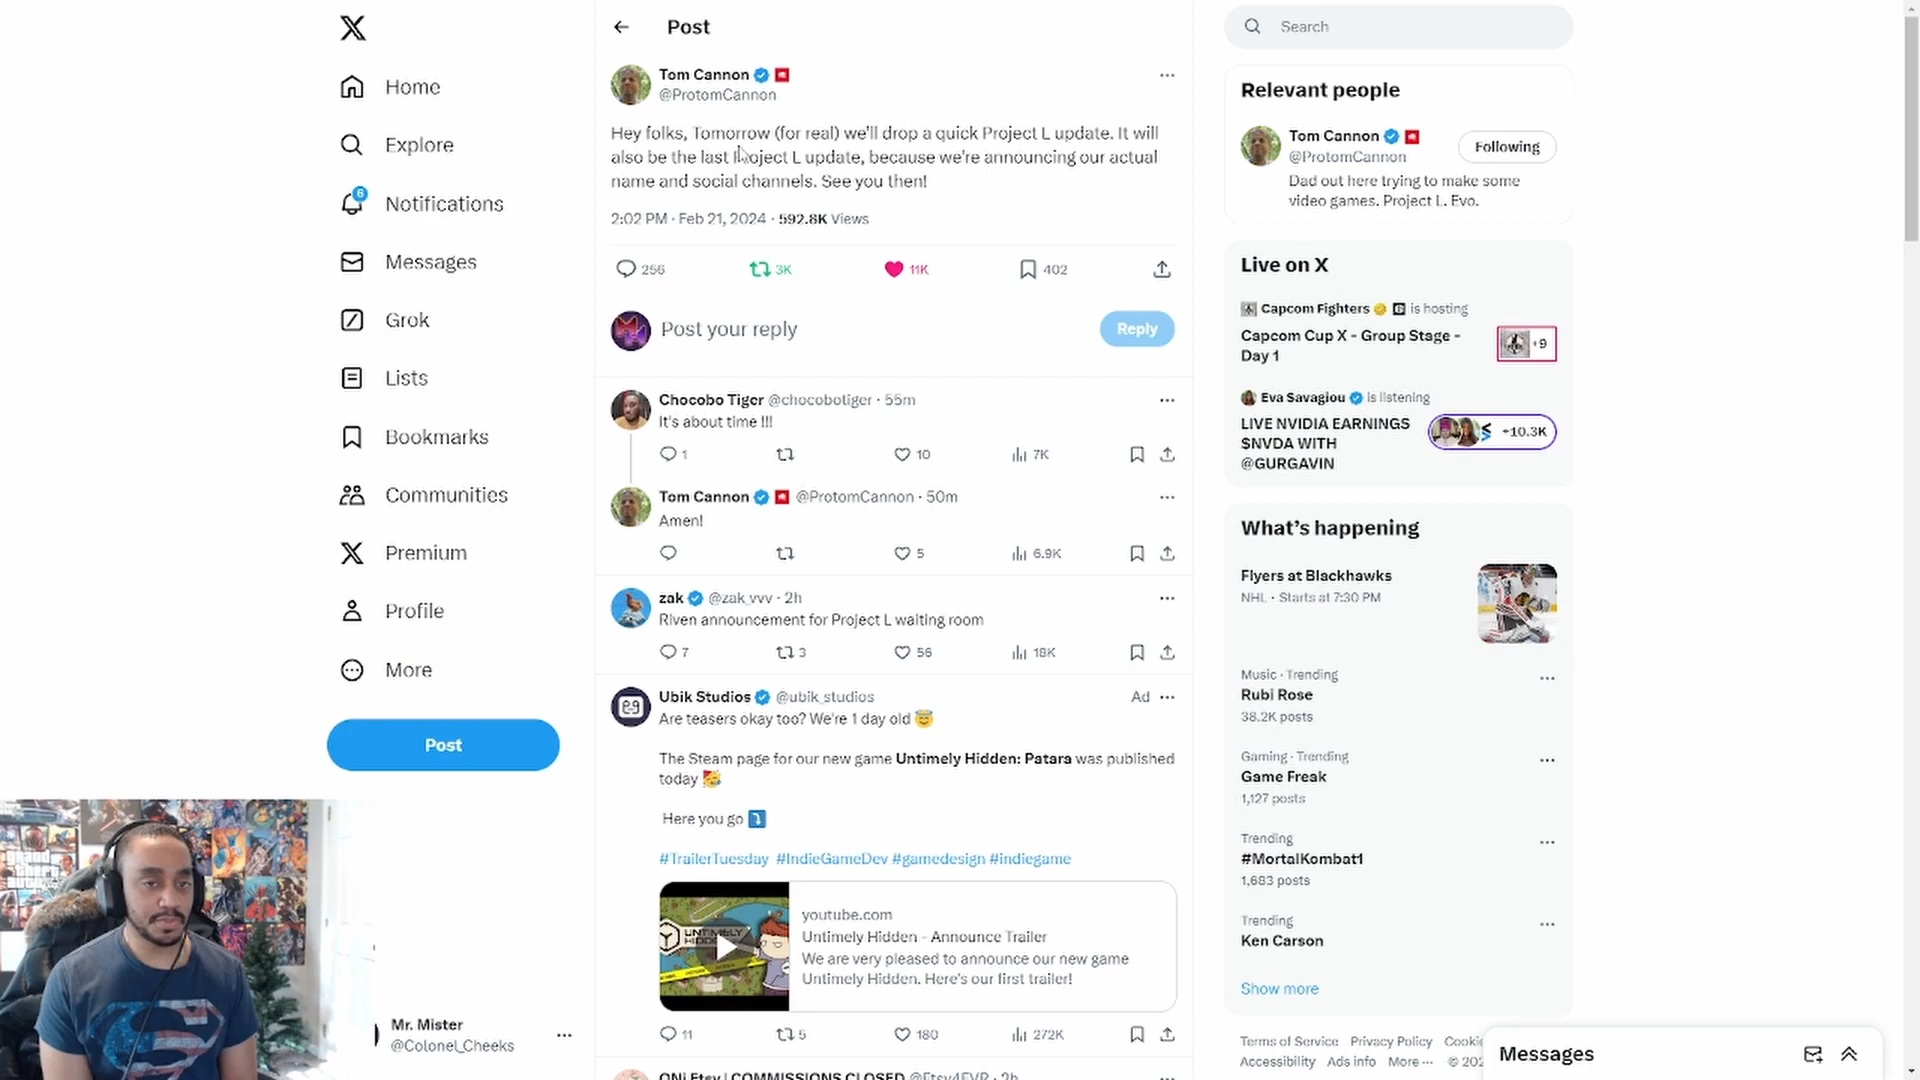 Home
Explore
6
Notifications
Messages
Grok
Lists
Bookmarks
Communities
Premium
Profile
More
Post
Mr. Mister
@Colonel_Cheeks
Post
Tom Cannon
@ProtomCannon
Hey folks, Tomorrow (for real) we'll drop a quick Project L update. It will
also be the last Project L update, because we're announcing our actual
name and social channels. See you then!
2:02 PM · Feb 21, 2024 · 592.8K Views
256 3K 11K 402
Post your reply
Reply
Chocobo Tiger @chocobotiger · 55m
It's about time !!!
1 10 7K
Tom Cannon @ProtomCannon · 50m
Amen!
5 6.9K
zak @zak_vvv · 2h
Riven announcement for Project L waiting room
7 3 56 18K
Ubik Studios @ubik_studios Ad
Are teasers okay too? We're 1 day old
The Steam page for our new game Untimely Hidden: Patara was published
today
Here you go
#TrailerTuesday #IndieGameDev #gamedesign #indiegame
UNTIMELY
youtube.com
Untimely Hidden - Announce Trailer
We are very pleased to announce our new game
Untimely Hidden. Here's our first trailer!
11 5 180 272K
ONi Etsy | COMMISSIONS CLOSED @Etsy4EVR · 2h
Search
Relevant people
Tom Cannon
@ProtomCannon
Following
Dad out here trying to make some
video games. Project L. Evo.
Live on X
Capcom Fighters is hosting
Capcom Cup X - Group Stage -
Day 1
+9
Eva Savagiou is listening
LIVE NVIDIA EARNINGS
$NVDA WITH
@GURGAVIN
+10.3K
What's happening
Flyers at Blackhawks
NHL · Starts at 7:30 PM
Music · Trending
Rubi Rose
38.2K posts
Gaming · Trending
Game Freak
1,127 posts
Trending
#MortalKombat1
1,683 posts
Trending
Ken Carson
Show more
Terms of Service Privacy Policy Cookie
Accessibility Ads info More ··· © 202
Messages